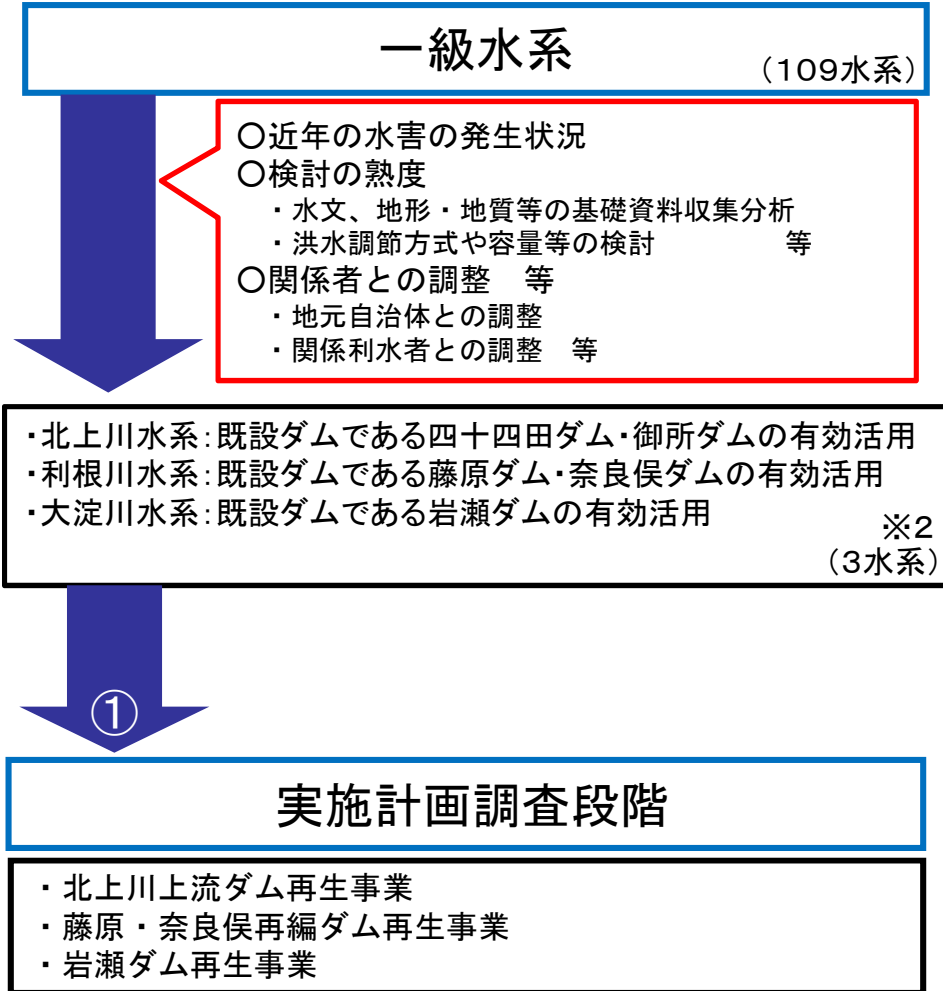 一級水系
（109水系）
〇近年の水害の発生状況
〇検討の熟度
・水文、地形・地質等の基礎資料収集分析
・洪水調節方式や容量等の検討　等
〇関係者との調整　等
・地元自治体との調整
・関係利水者との調整　等
・北上川水系：既設ダムである四十四田ダム・御所ダムの有効活用
・利根川水系：既設ダムである藤原ダム・奈良俣ダムの有効活用
・大淀川水系：既設ダムである岩瀬ダムの有効活用
※2
（3水系）
①
実施計画調査段階
・北上川上流ダム再生事業
・藤原・奈良俣再編ダム再生事業
・岩瀬ダム再生事業